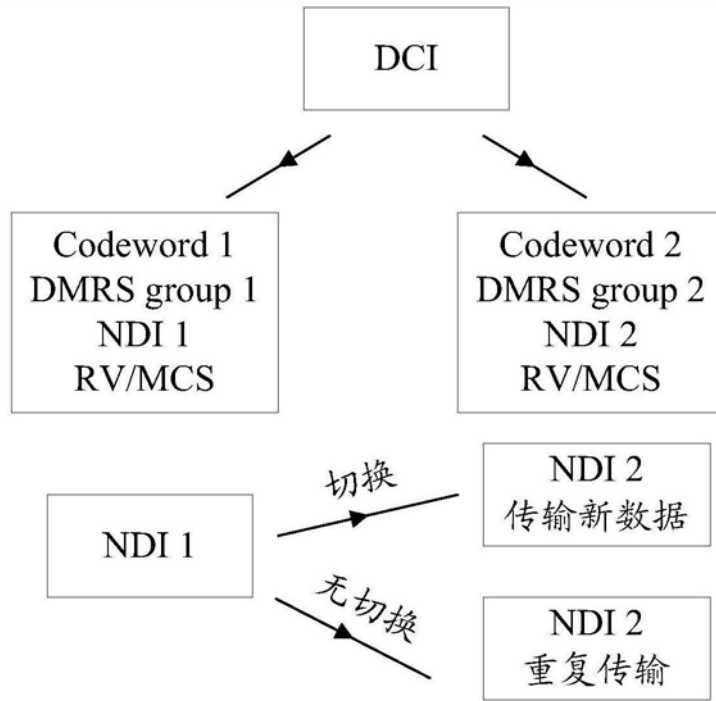 DCI
Codeword 1
DMRS group 1
NDI 1
RV/MCS
Codeword 2
DMRS group 2
NDI 2
RV/MCS
NDI 1
切换
NDI 2
传输新数据
无切换
NDI 2
重复传输